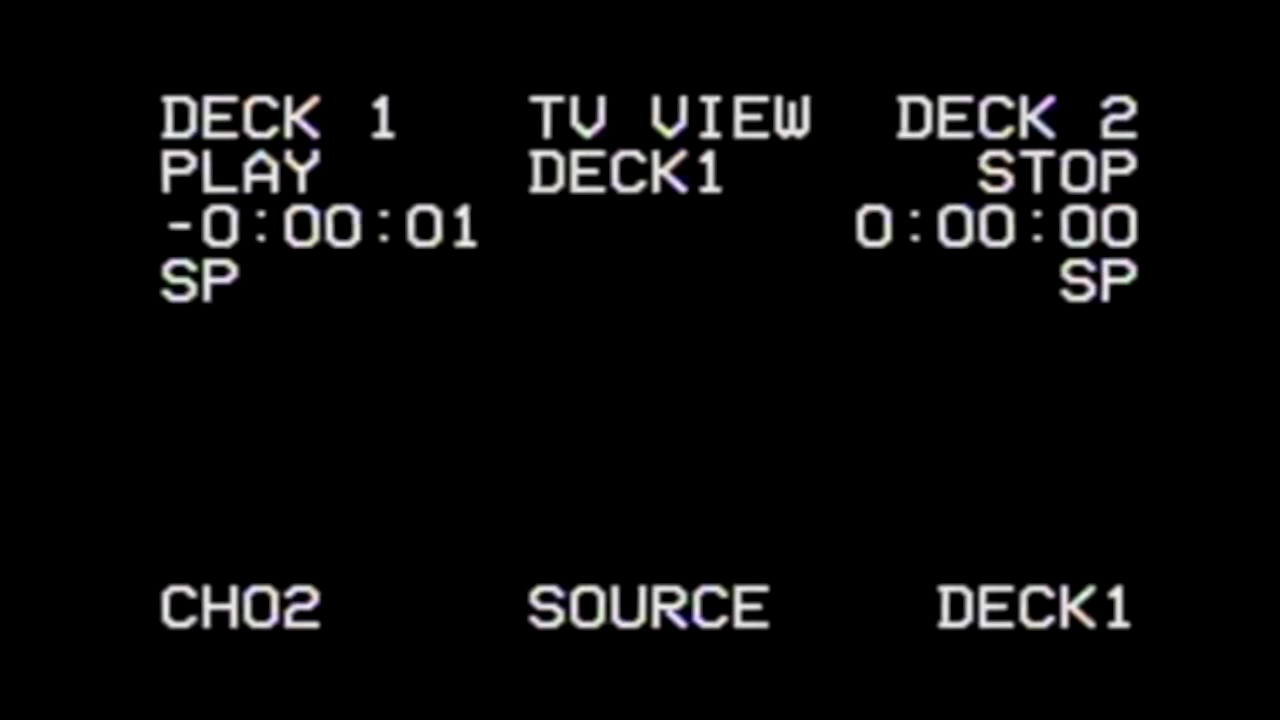 DECK 1 TV VIEW DECK 2
PLAY DECK1 STOP
-0:00:01 0:00:00
SP SP
CH02 SOURCE DECK1